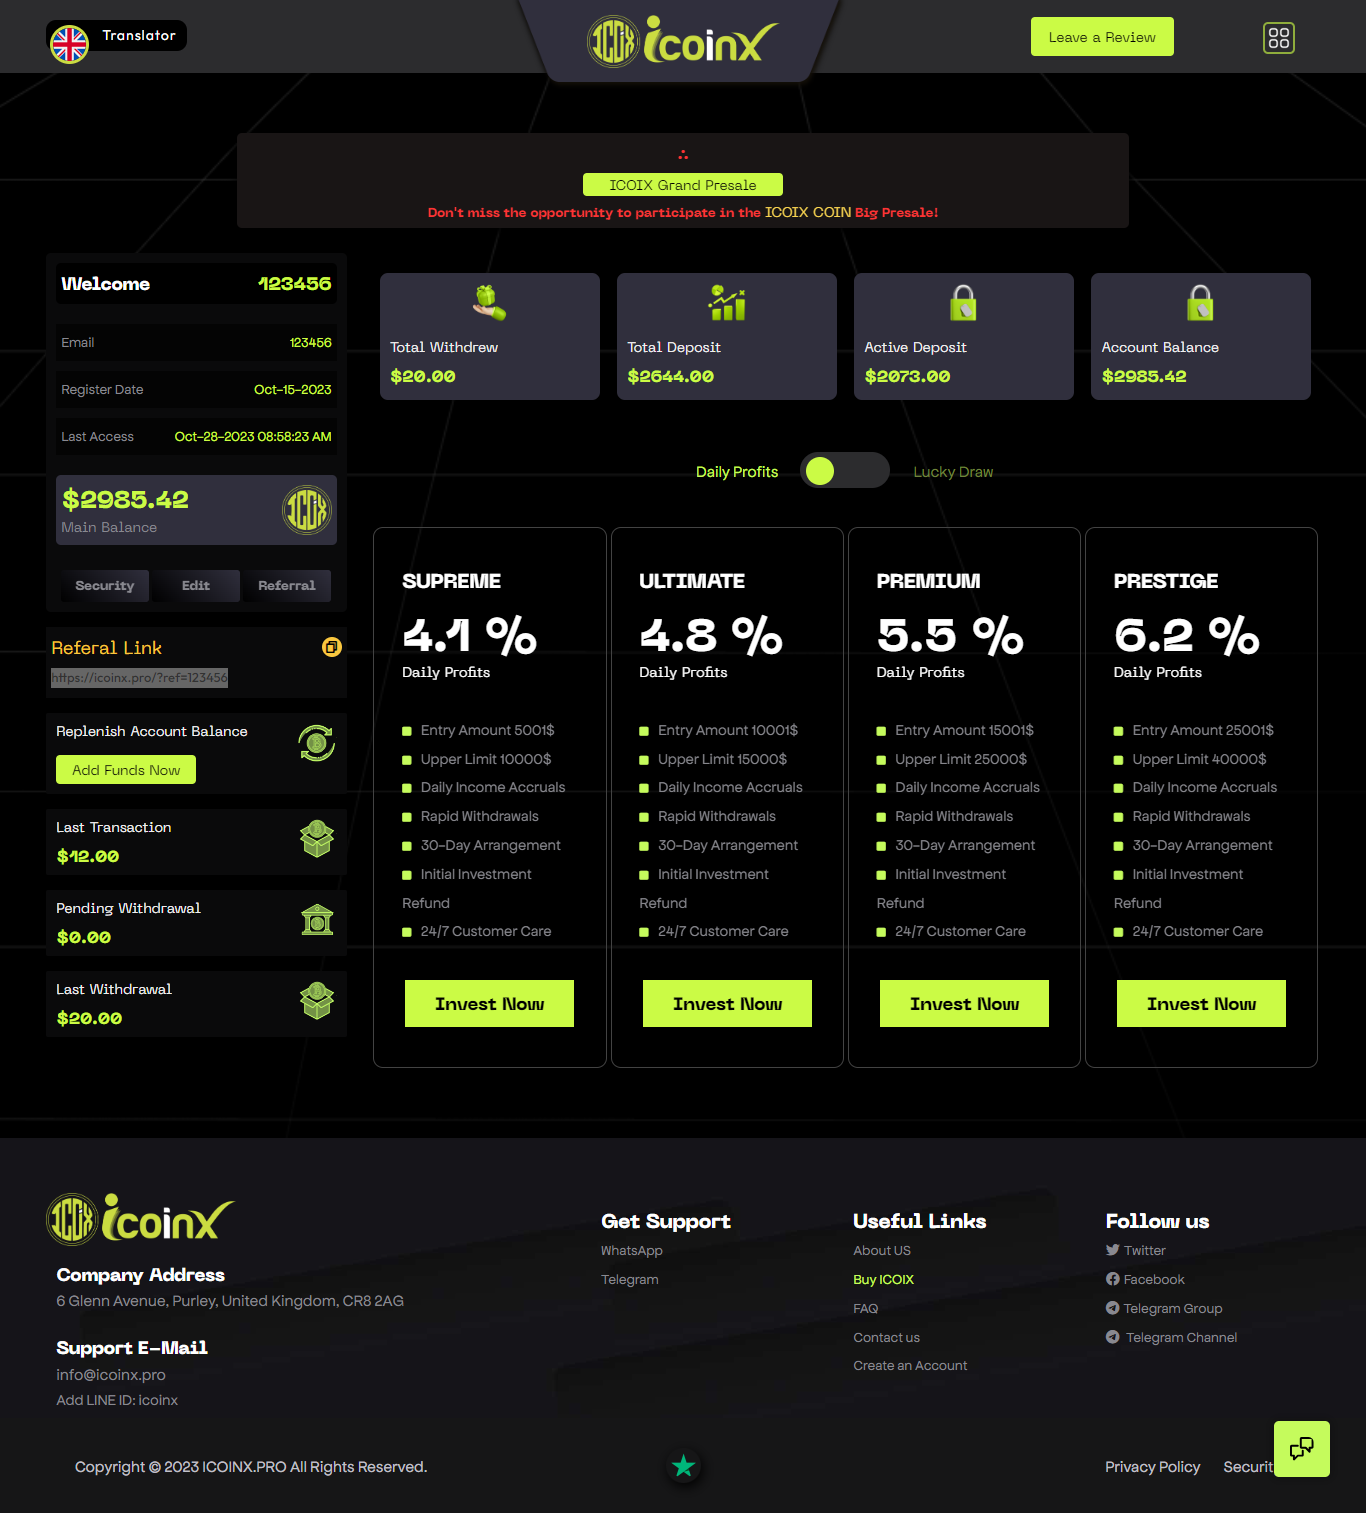 Translator
ICOIX icoinx
Leave a Review
ICOIX Grand Presale
Don't miss the opportunity to participate in the ICOIX COIN Big Presale!
Welcome 123456
Email 123456
Register Date Oct-15-2023
Last Access Oct-28-2023 08:58:23 AM
$2985.42
Main Balance
ICOIX
Security Edit Referral
Referal Link
https://icoinx.pro/?ref=123456
Replenish Account Balance
Add Funds Now
Last Transaction
$12.00
Pending Withdrawal
$0.00
Last Withdrawal
$20.00
Total Withdrew
$20.00
Total Deposit
$2644.00
Active Deposit
$2073.00
Account Balance
$2985.42
Daily Profits Lucky Draw
SUPREME
4.1 %
Daily Profits
Entry Amount 5001$
Upper Limit 10000$
Daily Income Accruals
Rapid Withdrawals
30-Day Arrangement
Initial Investment
Refund
24/7 Customer Care
Invest Now
ULTIMATE
4.8 %
Daily Profits
Entry Amount 10001$
Upper Limit 15000$
Daily Income Accruals
Rapid Withdrawals
30-Day Arrangement
Initial Investment
Refund
24/7 Customer Care
Invest Now
PREMIUM
5.5 %
Daily Profits
Entry Amount 15001$
Upper Limit 25000$
Daily Income Accruals
Rapid Withdrawals
30-Day Arrangement
Initial Investment
Refund
24/7 Customer Care
Invest Now
PRESTIGE
6.2 %
Daily Profits
Entry Amount 25001$
Upper Limit 40000$
Daily Income Accruals
Rapid Withdrawals
30-Day Arrangement
Initial Investment
Refund
24/7 Customer Care
Invest Now
ICOIX icoinx
Company Address
6 Glenn Avenue, Purley, United Kingdom, CR8 2AG
Support E-Mail
info@icoinx.pro
Add LINE ID: icoinx
Get Support
WhatsApp
Telegram
Useful Links
About US
Buy ICOIX
FAQ
Contact us
Create an Account
Follow us
Twitter
Facebook
Telegram Group
Telegram Channel
Copyright © 2023 ICOINX.PRO All Rights Reserved.
Privacy Policy Securit